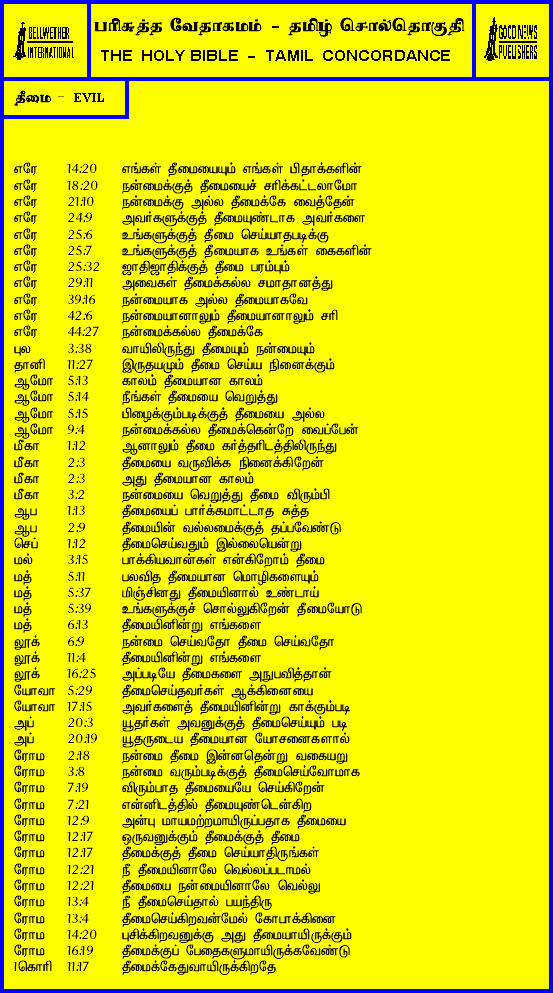 BELLWETHER
INTERNATIONAL
பரிசுத்த வேதாகமம் - தமிழ் சொல்தொகுதி
THE HOLY BIBLE - TAMIL CONCORDANCE
GOOD NEWS
PUBLISHERS
தீமை - EVIL
எரே 14:20 எங்கள் தீமையையும் எங்கள் பிதாக்களின்
எரே 18:20 நன்மைக்குத் தீமையைச் சரிக்கட்டலாமோ
எரே 21:10 நன்மைக்கு அல்ல தீமைக்கே வைத்தேன்
எரே 24:9 அவர்களுக்குத் தீமையுண்டாக அவர்களை
எரே 25:6 உங்களுக்குத் தீமை செய்யாதபடிக்கு
எரே 25:7 உங்களுக்குத் தீமையாக உங்கள் கைகளின்
எரே 25:32 ஜாதிஜாதிக்குத் தீமை பரம்பும்
எரே 29:11 அவைகள் தீமைக்கல்ல சமாதானத்து
எரே 39:16 நன்மையாக அல்ல தீமையாகவே
எரே 42:6 நன்மையானாலும் தீமையானாலும் சரி
எரே 44:27 நன்மைக்கல்ல தீமைக்கே
புல 3:38 வாயிலிருந்து தீமையும் நன்மையும்
தானி 11:27 இருதயமும் தீமை செய்ய நினைக்கும்
ஆமோ 5:13 காலம் தீமையான காலம்
ஆமோ 5:14 நீங்கள் தீமையை வெறுத்து
ஆமோ 5:15 பிழைக்கும்படிக்குத் தீமையை அல்ல
ஆமோ 9:4 நன்மைக்கல்ல தீமைக்கென்றே வைப்பேன்
மீகா 1:12 ஆனாலும் தீமை கர்த்தரிடத்திலிருந்து
மீகா 2:3 தீமையை வருவிக்க நினைக்கிறேன்
மீகா 2:3 அது தீமையான காலம்
மீகா 3:2 நன்மையை வெறுத்து தீமை விரும்பி
ஆப 1:13 தீமையைப் பார்க்கமாட்டாத சுத்த
ஆப 2:9 தீமையின் வல்லமைக்குத் தப்பவேண்டு
செப் 1:12 தீமைசெய்வதும் இல்லையென்று
மல் 3:15 பாக்கியவான்கள் என்கிறோம் தீமை
மத் 5:11 பலவித தீமையான மொழிகளையும்
மத் 5:37 மிஞ்சினது தீமையினால் உண்டாய்
மத் 5:39 உங்களுக்குச் சொல்லுகிறேன் தீமையோடு
மத் 6:13 தீமையினின்று எங்களை
லூக் 6:9 நன்மை செய்வதோ தீமை செய்வதோ
லூக் 11:4 தீமையினின்று எங்களை
லூக் 16:25 அப்படியே தீமைகளை அநுபவித்தான்
யோவா 5:29 தீமைசெய்தவர்கள் ஆக்கினையை
யோவா 17:15 அவர்களைத் தீமையினின்று காக்கும்படி
அப் 20:3 யூதர்கள் அவனுக்குத் தீமைசெய்யும் படி
அப் 20:19 யூதருடைய தீமையான யோசனைகளால்
ரோம 2:18 நன்மை தீமை இன்னதென்று வகையறு
ரோம 3:8 நன்மை வரும்படிக்குத் தீமைசெய்வோமாக
ரோம 7:19 விரும்பாத தீமையையே செய்கிறேன்
ரோம 7:21 என்னிடத்தில் தீமையுண்டென்கிற
ரோம 12:9 அன்பு மாயமற்றமாயிருப்பதாக தீமையை
ரோம 12:17 ஒருவனுக்கும் தீமைக்குத் தீமை
ரோம 12:17 தீமைக்குத் தீமை செய்யாதிருங்கள்
ரோம 12:21 நீ தீமையினாலே வெல்லப்படாமல்
ரோம 12:21 தீமையை நன்மையினாலே வெல்லு
ரோம 13:4 நீ தீமைசெய்தால் பயந்திரு
ரோம 13:4 தீமைசெய்கிறவன்மேல் கோபாக்கினை
ரோம 14:20 புசிக்கிறவனுக்கு அது தீமையாயிருக்கும்
ரோம 16:19 தீமைக்குப் பேதைகளுமாயிருக்கவேண்டு
1கொரி 11:17 தீமைக்கேதுவாயிருக்கிறதே